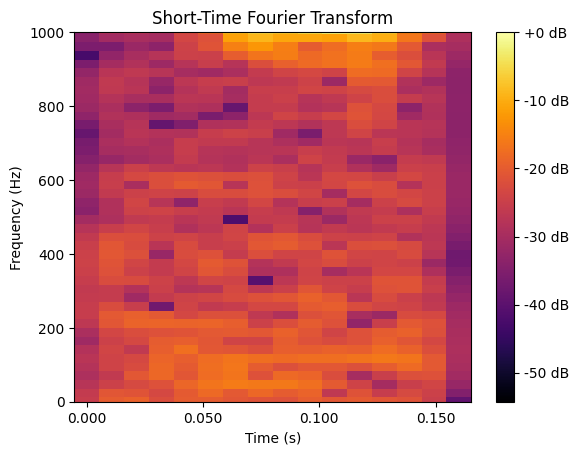 Short-Time Fourier Transform
1000
800
600
400
200
0
Frequency (Hz)
0.000
0.050
0.100
0.150
Time (s)
+0 dB
-10 dB
-20 dB
-30 dB
-40 dB
-50 dB